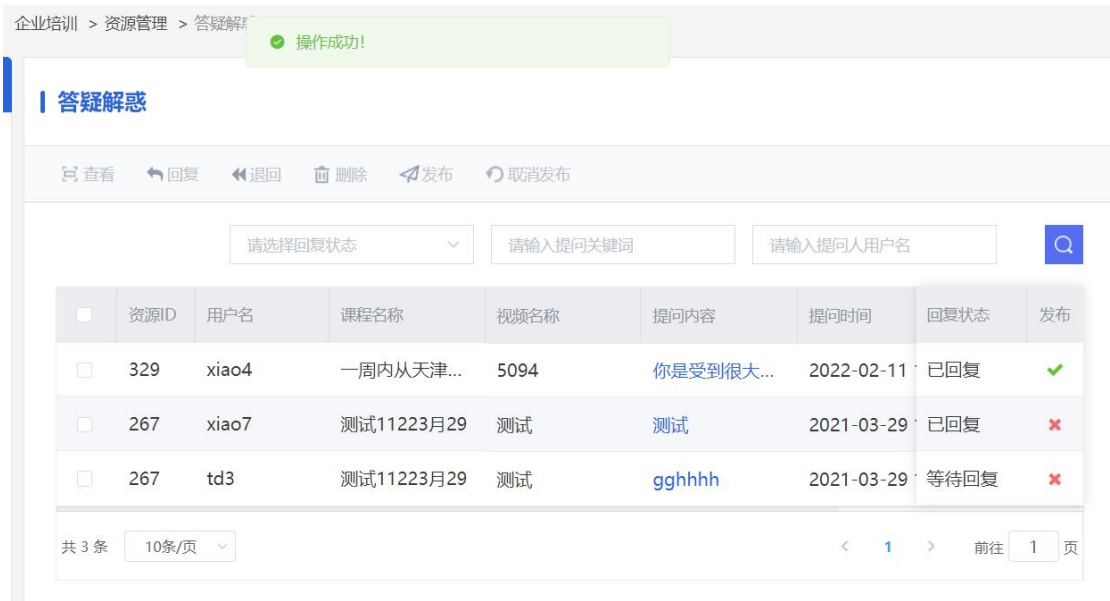 企业培训 > 资源管理 > 答疑解
操作成功!
答疑解惑
查看 回复 退回 删除 发布 取消发布
请选择回复状态 请输入提问关键词 请输入提问人用户名
资源ID 用户名 课程名称 视频名称 提问内容 提问时间 回复状态 发布
329 xiao4 一周内从天津... 5094 你是受到很大... 2022-02-11 已回复
267 xiao7 测试11223月29 测试 测试 2021-03-29 已回复
267 td3 测试11223月29 测试 gghhhh 2021-03-29 等待回复
共 3 条 10条/页 < 1 > 前往 1 页